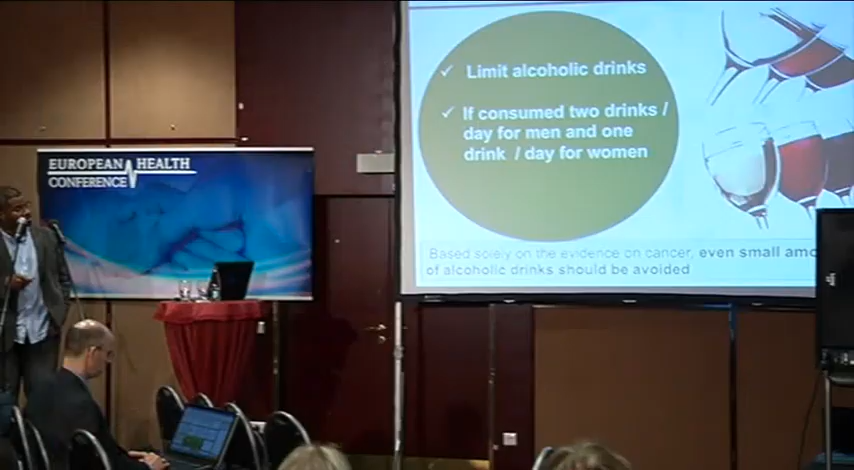 EUROPEAN HEALTH
CONFERENCE
✓ Limit alcoholic drinks
✓ If consumed two drinks /
day for men and one
drink / day for women
Based solely on the evidence on cancer, even small amo
of alcoholic drinks should be avoided